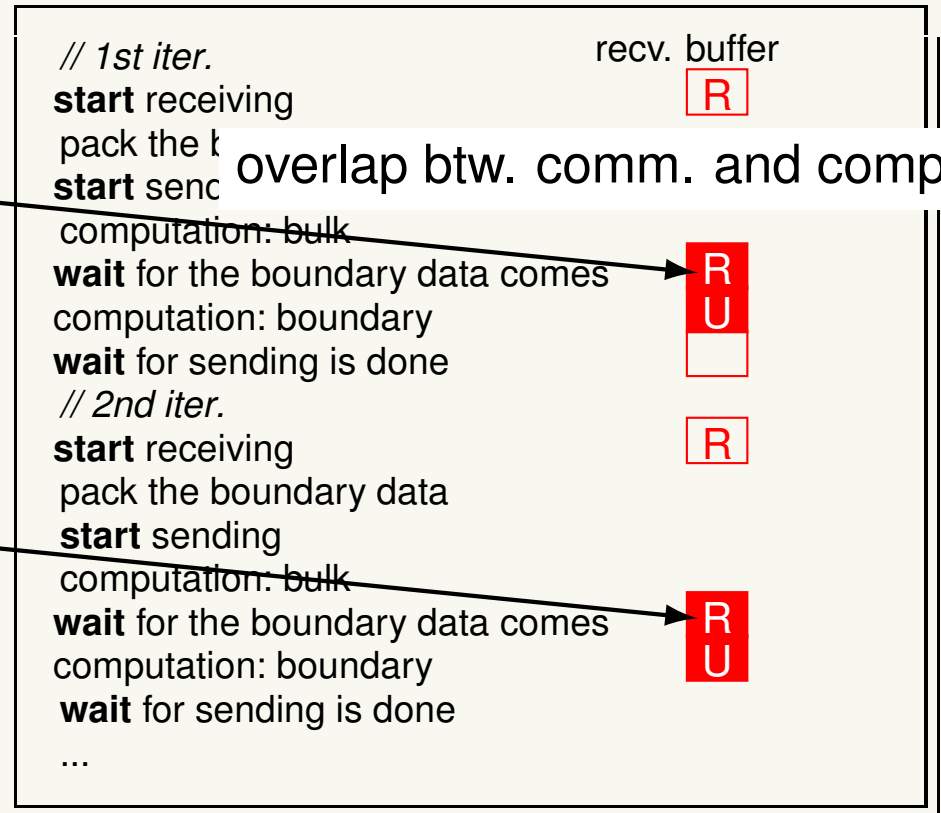 // 1st iter. recv. buffer
start receiving R
pack the
overlap btw. comm. and comp
start
computation: bulk
wait for the boundary data comes R
computation: boundary U
wait for sending is done
// 2nd iter.
start receiving R
pack the boundary data
start sending
computation: bulk
wait for the boundary data comes R
computation: boundary U
wait for sending is done
...